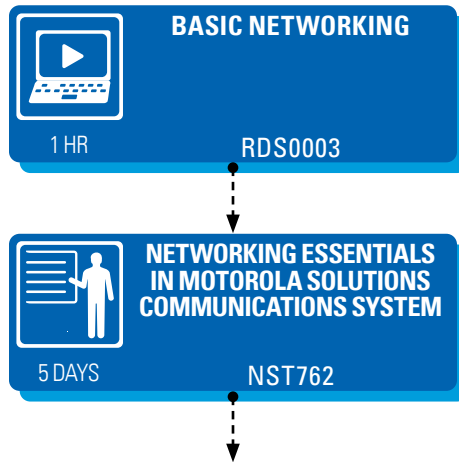 BASIC NETWORKING
1 HR
RDS0003
NETWORKING ESSENTIALS
IN MOTOROLA SOLUTIONS
COMMUNICATIONS SYSTEM
5 DAYS
NST762